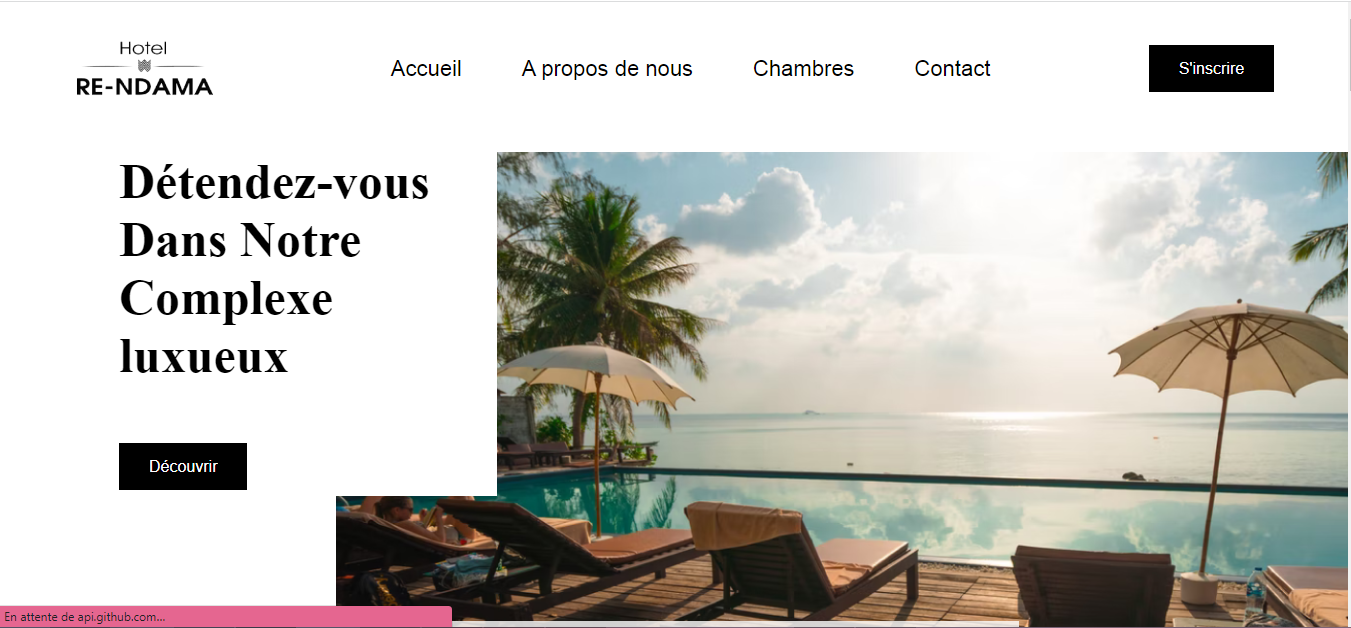 Hotel
RE-NDAMA
Accueil
A propos de nous
Chambres
Contact
S'inscrire
Détendez-vous
Dans Notre
Complexe
luxueux
Découvrir
En attente de api.github.com...